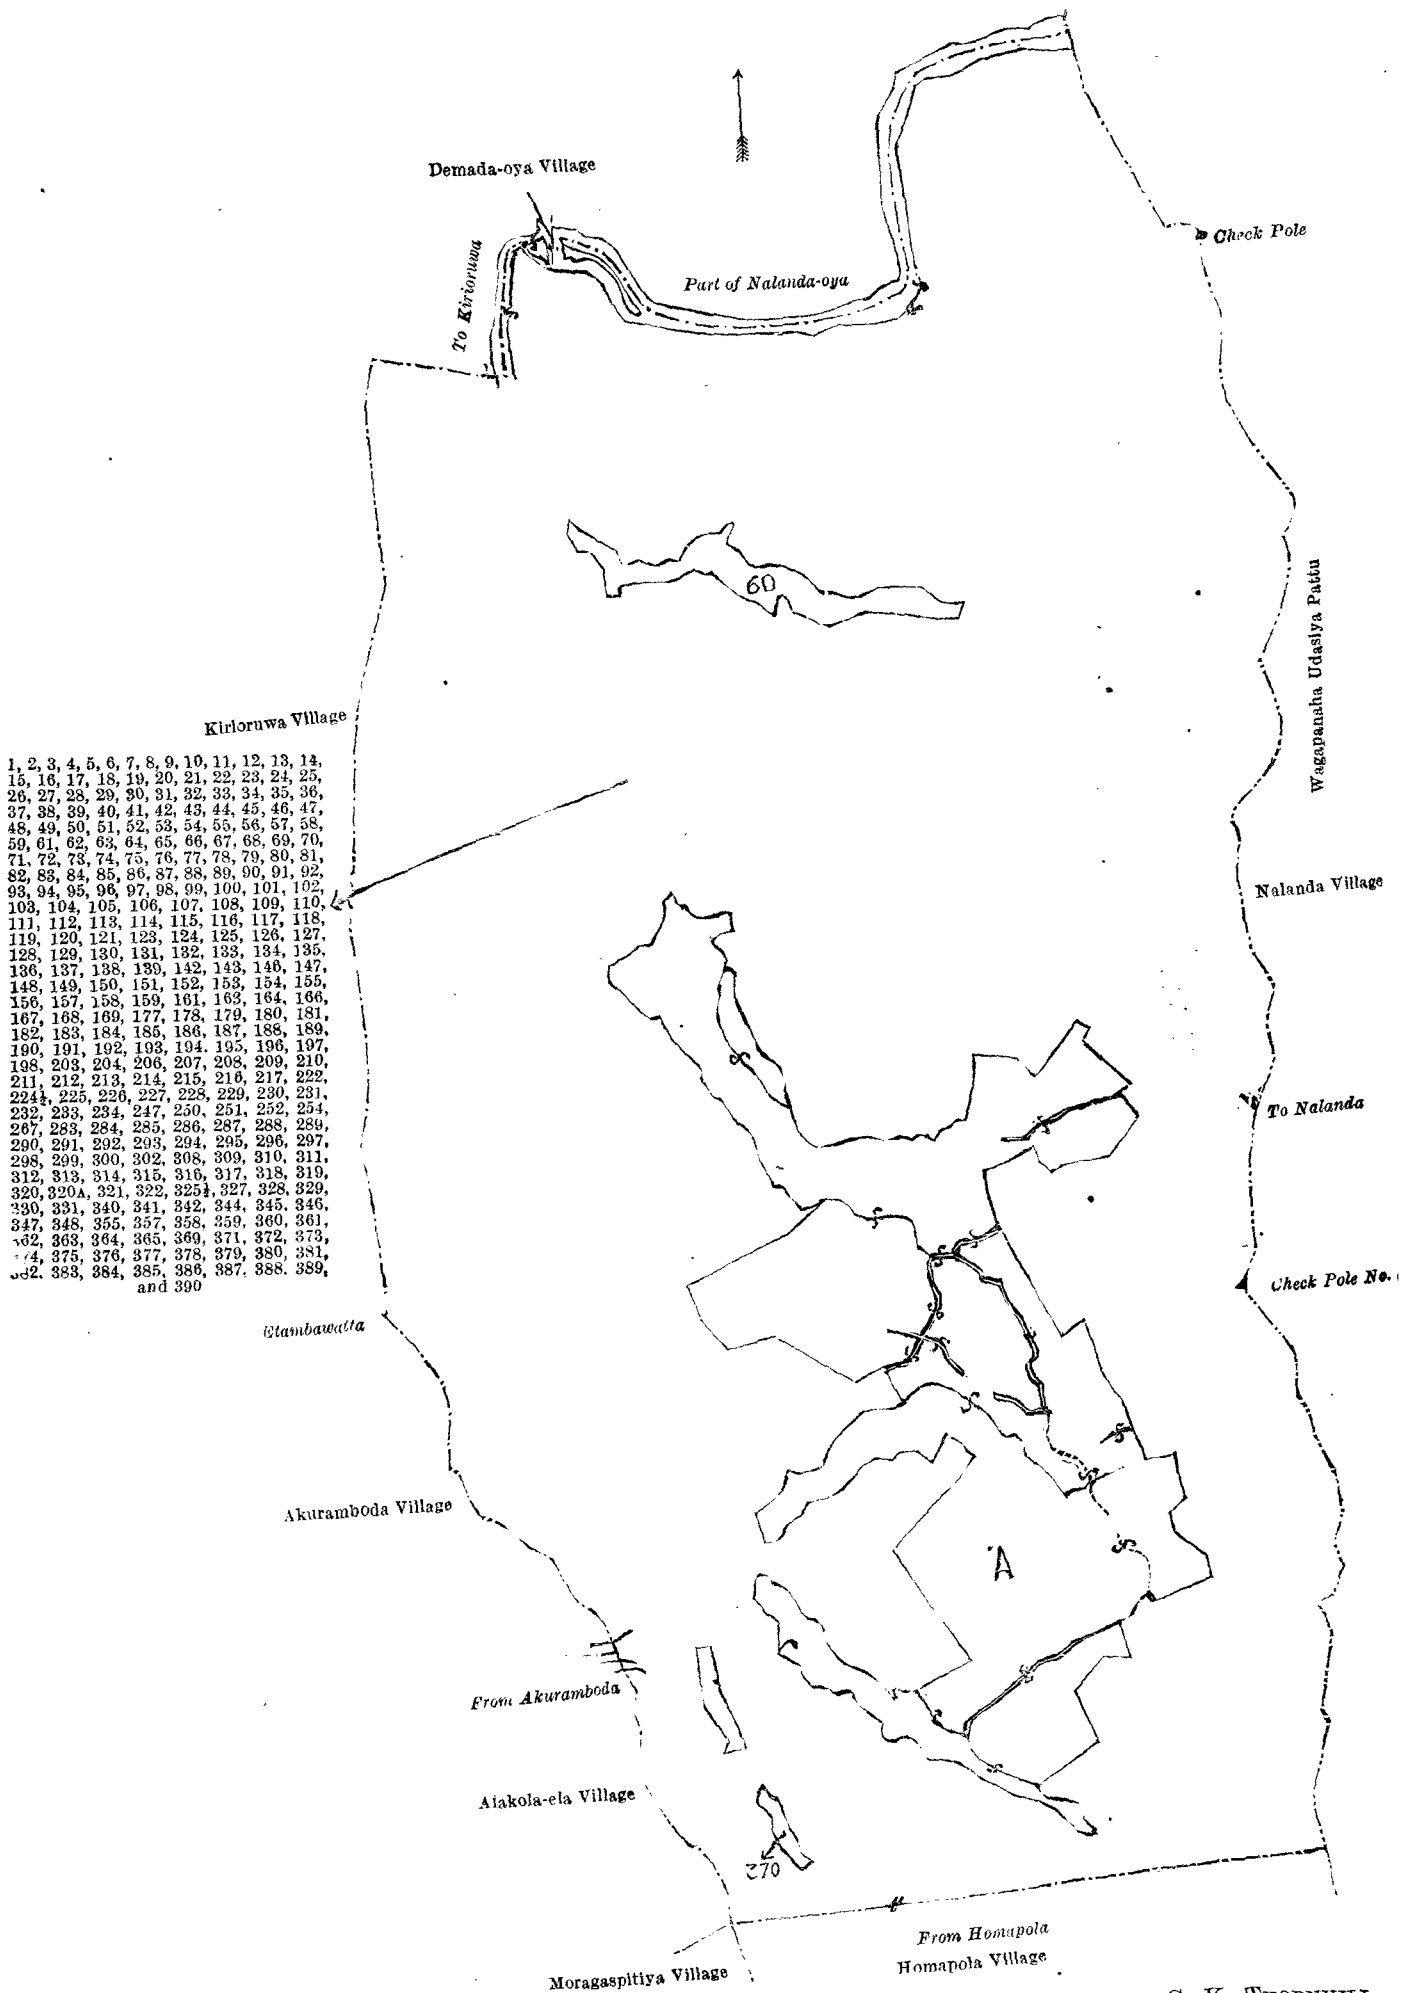 Demada-oya Village
Check Pole
To Kirioruwa
Part of Nalanda-oya
60
Wagapanaha Udasiya Pattu
Kirioruwa Village
1, 2, 3, 4, 5, 6, 7, 8, 9, 10, 11, 12, 13, 14,
15, 16, 17, 18, 19, 20, 21, 22, 23, 24, 25,
26, 27, 28, 29, 30, 31, 32, 33, 34, 35, 36,
37, 38, 39, 40, 41, 42, 43, 44, 45, 46, 47,
48, 49, 50, 51, 52, 53, 54, 55, 56, 57, 58,
59, 61, 62, 63, 64, 65, 66, 67, 68, 69, 70,
71, 72, 73, 74, 75, 76, 77, 78, 79, 80, 81,
82, 83, 84, 85, 86, 87, 88, 89, 90, 91, 92,
93, 94, 95, 96, 97, 98, 99, 100, 101, 102,
103, 104, 105, 106, 107, 108, 109, 110,
111, 112, 113, 114, 115, 116, 117, 118,
119, 120, 121, 123, 124, 125, 126, 127,
128, 129, 130, 131, 132, 133, 134, 135,
136, 137, 138, 139, 142, 143, 146, 147,
148, 149, 150, 151, 152, 153, 154, 155,
156, 157, 158, 159, 161, 163, 164, 166,
167, 168, 169, 177, 178, 179, 180, 181,
182, 183, 184, 185, 186, 187, 188, 189,
190, 191, 192, 193, 194. 195, 196, 197,
198, 203, 204, 206, 207, 208, 209, 210,
211, 212, 213, 214, 215, 216, 217, 222,
224½, 225, 226, 227, 228, 229, 230, 231,
232, 233, 234, 247, 250, 251, 252, 254,
267, 283, 284, 285, 286, 287, 288, 289,
290, 291, 292, 293, 294, 295, 296, 297,
298, 299, 300, 302, 308, 309, 310, 311,
312, 313, 314, 315, 316, 317, 318, 319,
320, 320A, 321, 322, 325½, 327, 328, 329,
330, 331, 340, 341, 342, 344, 345. 346,
347, 348, 355, 357, 358, 359, 360, 361,
362, 363, 364, 365, 369, 371, 372, 373,
374, 375, 376, 377, 378, 379, 380, 381,
382. 383, 384, 385, 386, 387, 388. 389,
and 390
Nalanda Village
To Nalanda
Check Pole No.
Etambawatta
Akuramboda Village
A
From Akuramboda
Alakola-ela Village
270
From Homapola
Homapola Village
Moragaspitiya Village